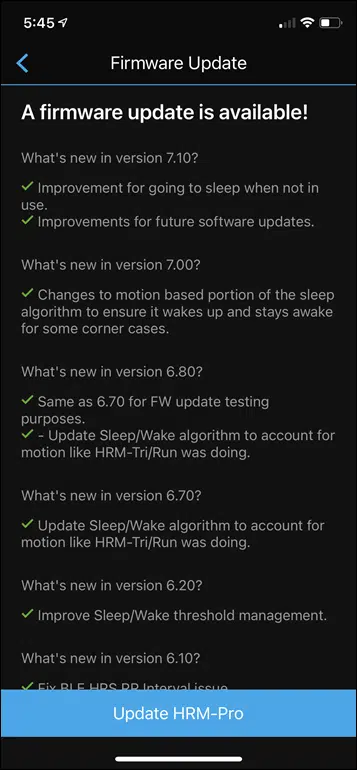 5:45
Firmware Update
A firmware update is available!
What's new in version 7.10?
✓ Improvement for going to sleep when not in
use.
✓ Improvements for future software updates.
What's new in version 7.00?
✓ Changes to motion based portion of the sleep
algorithm to ensure it wakes up and stays awake
for some corner cases.
What's new in version 6.80?
✓ Same as 6.70 for FW update testing
purposes.
✓ - Update Sleep/Wake algorithm to account for
motion like HRM-Tri/Run was doing.
What's new in version 6.70?
✓ Update Sleep/Wake algorithm to account for
motion like HRM-Tri/Run was doing.
What's new in version 6.20?
✓ Improve Sleep/Wake threshold management.
What's new in version 6.10?
✓ Fix BLE HRS RR Interval issue
Update HRM-Pro